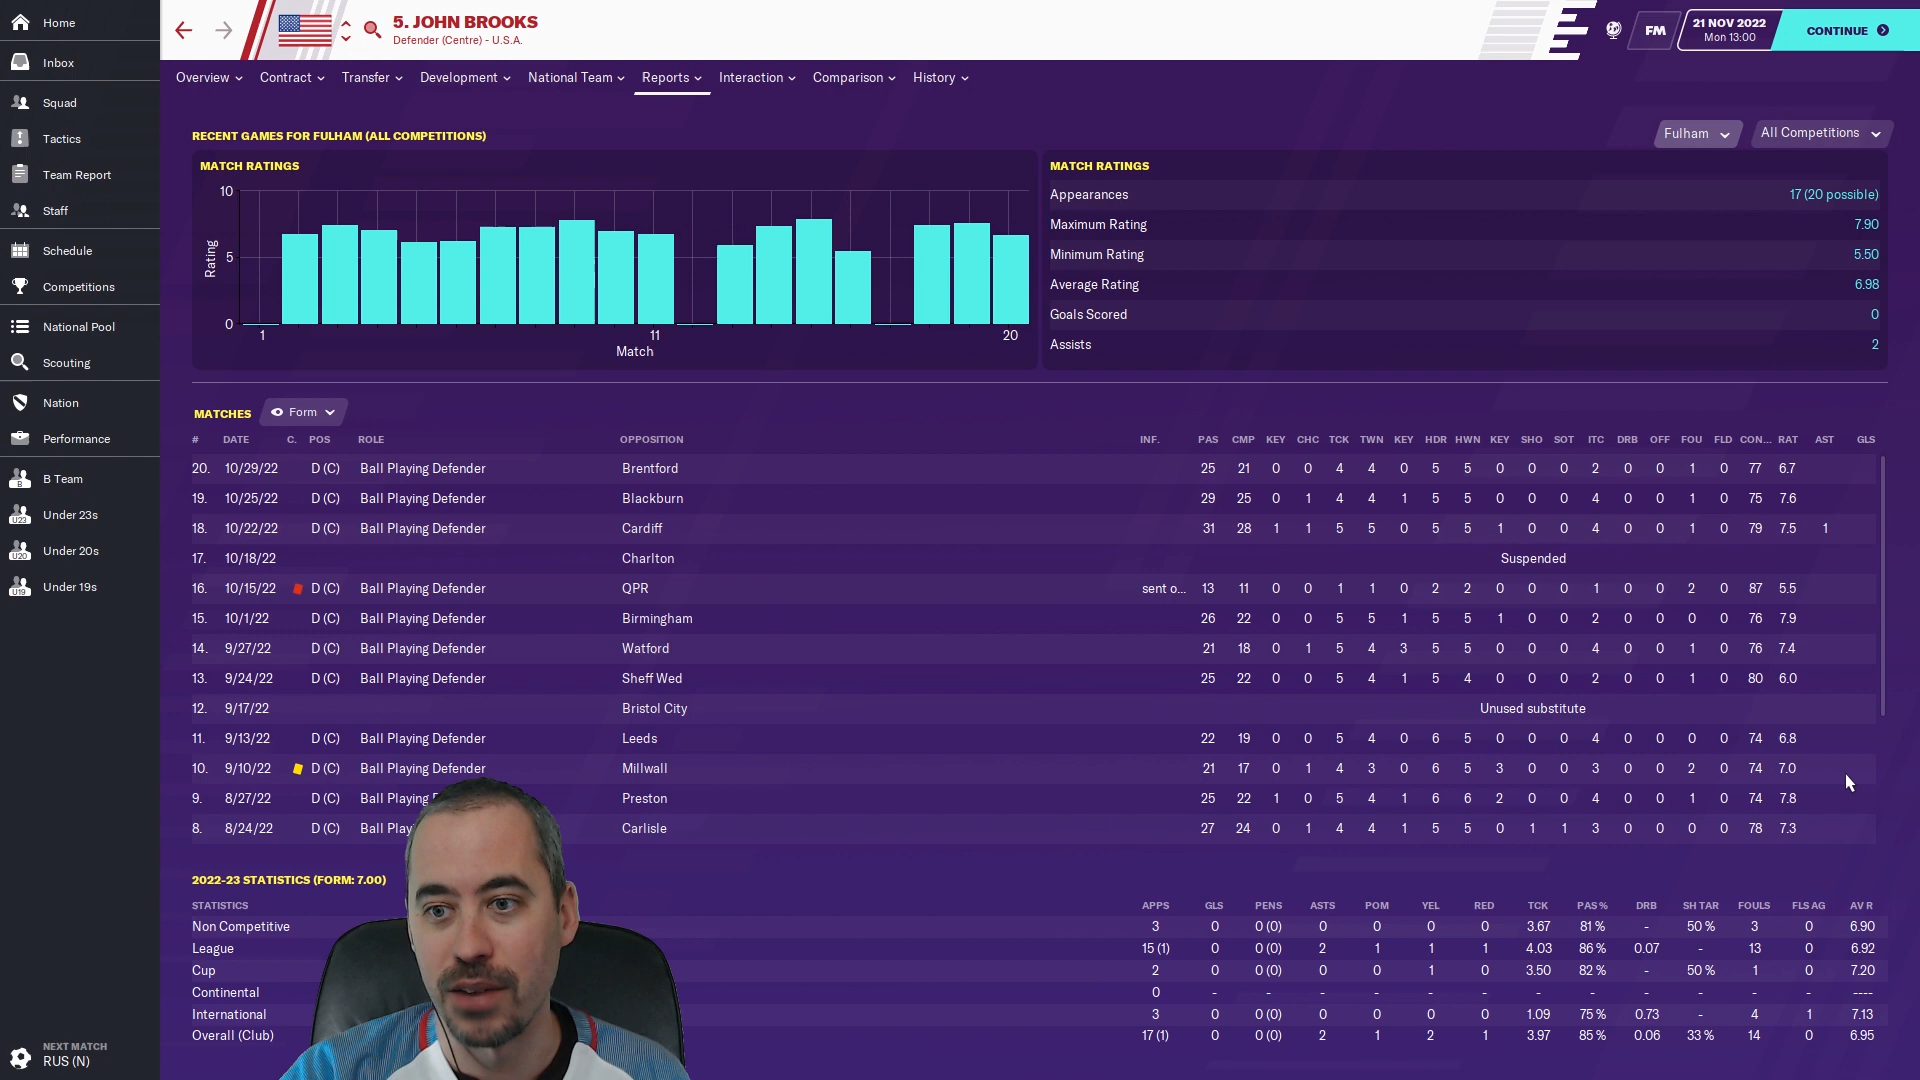 Home
Inbox
Squad
Tactics
Team Report
Staff
Schedule
Competitions
National Pool
Scouting
Nation
Performance
B
B Team
U23
Under 23s
U20
Under 20s
U19
Under 19s
NEXT MATCH
RUS (N)
5. JOHN BROOKS
Defender (Centre) - U.S.A.
FM
21 NOV 2022
Mon 13:00
CONTINUE
Overview Contract Transfer Development National Team Reports Interaction Comparison History
RECENT GAMES FOR FULHAM (ALL COMPETITIONS)
Fulham All Competitions
MATCH RATINGS
10
5
0
Rating
1 11 20
Match
MATCH RATINGS
Appearances 17 (20 possible)
Maximum Rating 7.90
Minimum Rating 5.50
Average Rating 6.98
Goals Scored 0
Assists 2
MATCHES Form
# DATE C. POS ROLE OPPOSITION INF. PAS CMP KEY CHC TCK TWN KEY HDR HWN KEY SHO SOT ITC DRB OFF FOU FLD CON... RAT AST GLS
20. 10/29/22 D (C) Ball Playing Defender Brentford 25 21 0 0 4 4 0 5 5 0 0 0 2 0 0 1 0 77 6.7
19. 10/25/22 D (C) Ball Playing Defender Blackburn 29 25 0 1 4 4 1 5 5 0 0 0 4 0 0 1 0 75 7.6
18. 10/22/22 D (C) Ball Playing Defender Cardiff 31 28 1 1 5 5 0 5 5 1 0 0 4 0 0 1 0 79 7.5 1
17. 10/18/22 Charlton Suspended
16. 10/15/22 D (C) Ball Playing Defender QPR sent o... 13 11 0 0 1 1 0 2 2 0 0 0 1 0 0 2 0 87 5.5
15. 10/1/22 D (C) Ball Playing Defender Birmingham 26 22 0 0 5 5 1 5 5 1 0 0 2 0 0 0 0 76 7.9
14. 9/27/22 D (C) Ball Playing Defender Watford 21 18 0 1 5 4 3 5 5 0 0 0 4 0 0 1 0 76 7.4
13. 9/24/22 D (C) Ball Playing Defender Sheff Wed 25 22 0 0 5 4 1 5 4 0 0 0 2 0 0 1 0 80 6.0
12. 9/17/22 Bristol City Unused substitute
11. 9/13/22 D (C) Ball Playing Defender Leeds 22 19 0 0 5 4 0 6 5 0 0 0 4 0 0 0 0 74 6.8
10. 9/10/22 D (C) Ball Playing Defender Millwall 21 17 0 1 4 3 0 6 5 3 0 0 3 0 0 2 0 74 7.0
9. 8/27/22 D (C) Ball Playing Preston 25 22 1 0 5 4 1 6 6 2 0 0 4 0 0 1 0 74 7.8
8. 8/24/22 D (C) Ball Play Carlisle 27 24 0 1 4 4 1 5 5 0 1 1 3 0 0 0 0 78 7.3
2022-23 STATISTICS (FORM: 7.00)
STATISTICS APPS GLS PENS ASTS POM YEL RED TCK PAS % DRB SH TAR FOULS FLS AG AV R
Non Competitive 3 0 0 (0) 0 0 0 0 3.67 81 % - 50 % 3 0 6.90
League 15 (1) 0 0 (0) 2 1 1 1 4.03 86 % 0.07 - 13 0 6.92
Cup 2 0 0 (0) 0 0 1 0 3.50 82 % - 50 % 1 0 7.20
Continental 0 - - - - - - - - - - - - ----
International 3 0 0 (0) 0 0 0 0 1.09 75 % 0.73 - 4 1 7.13
Overall (Club) 17 (1) 0 0 (0) 2 1 2 1 3.97 85 % 0.06 33 % 14 0 6.95